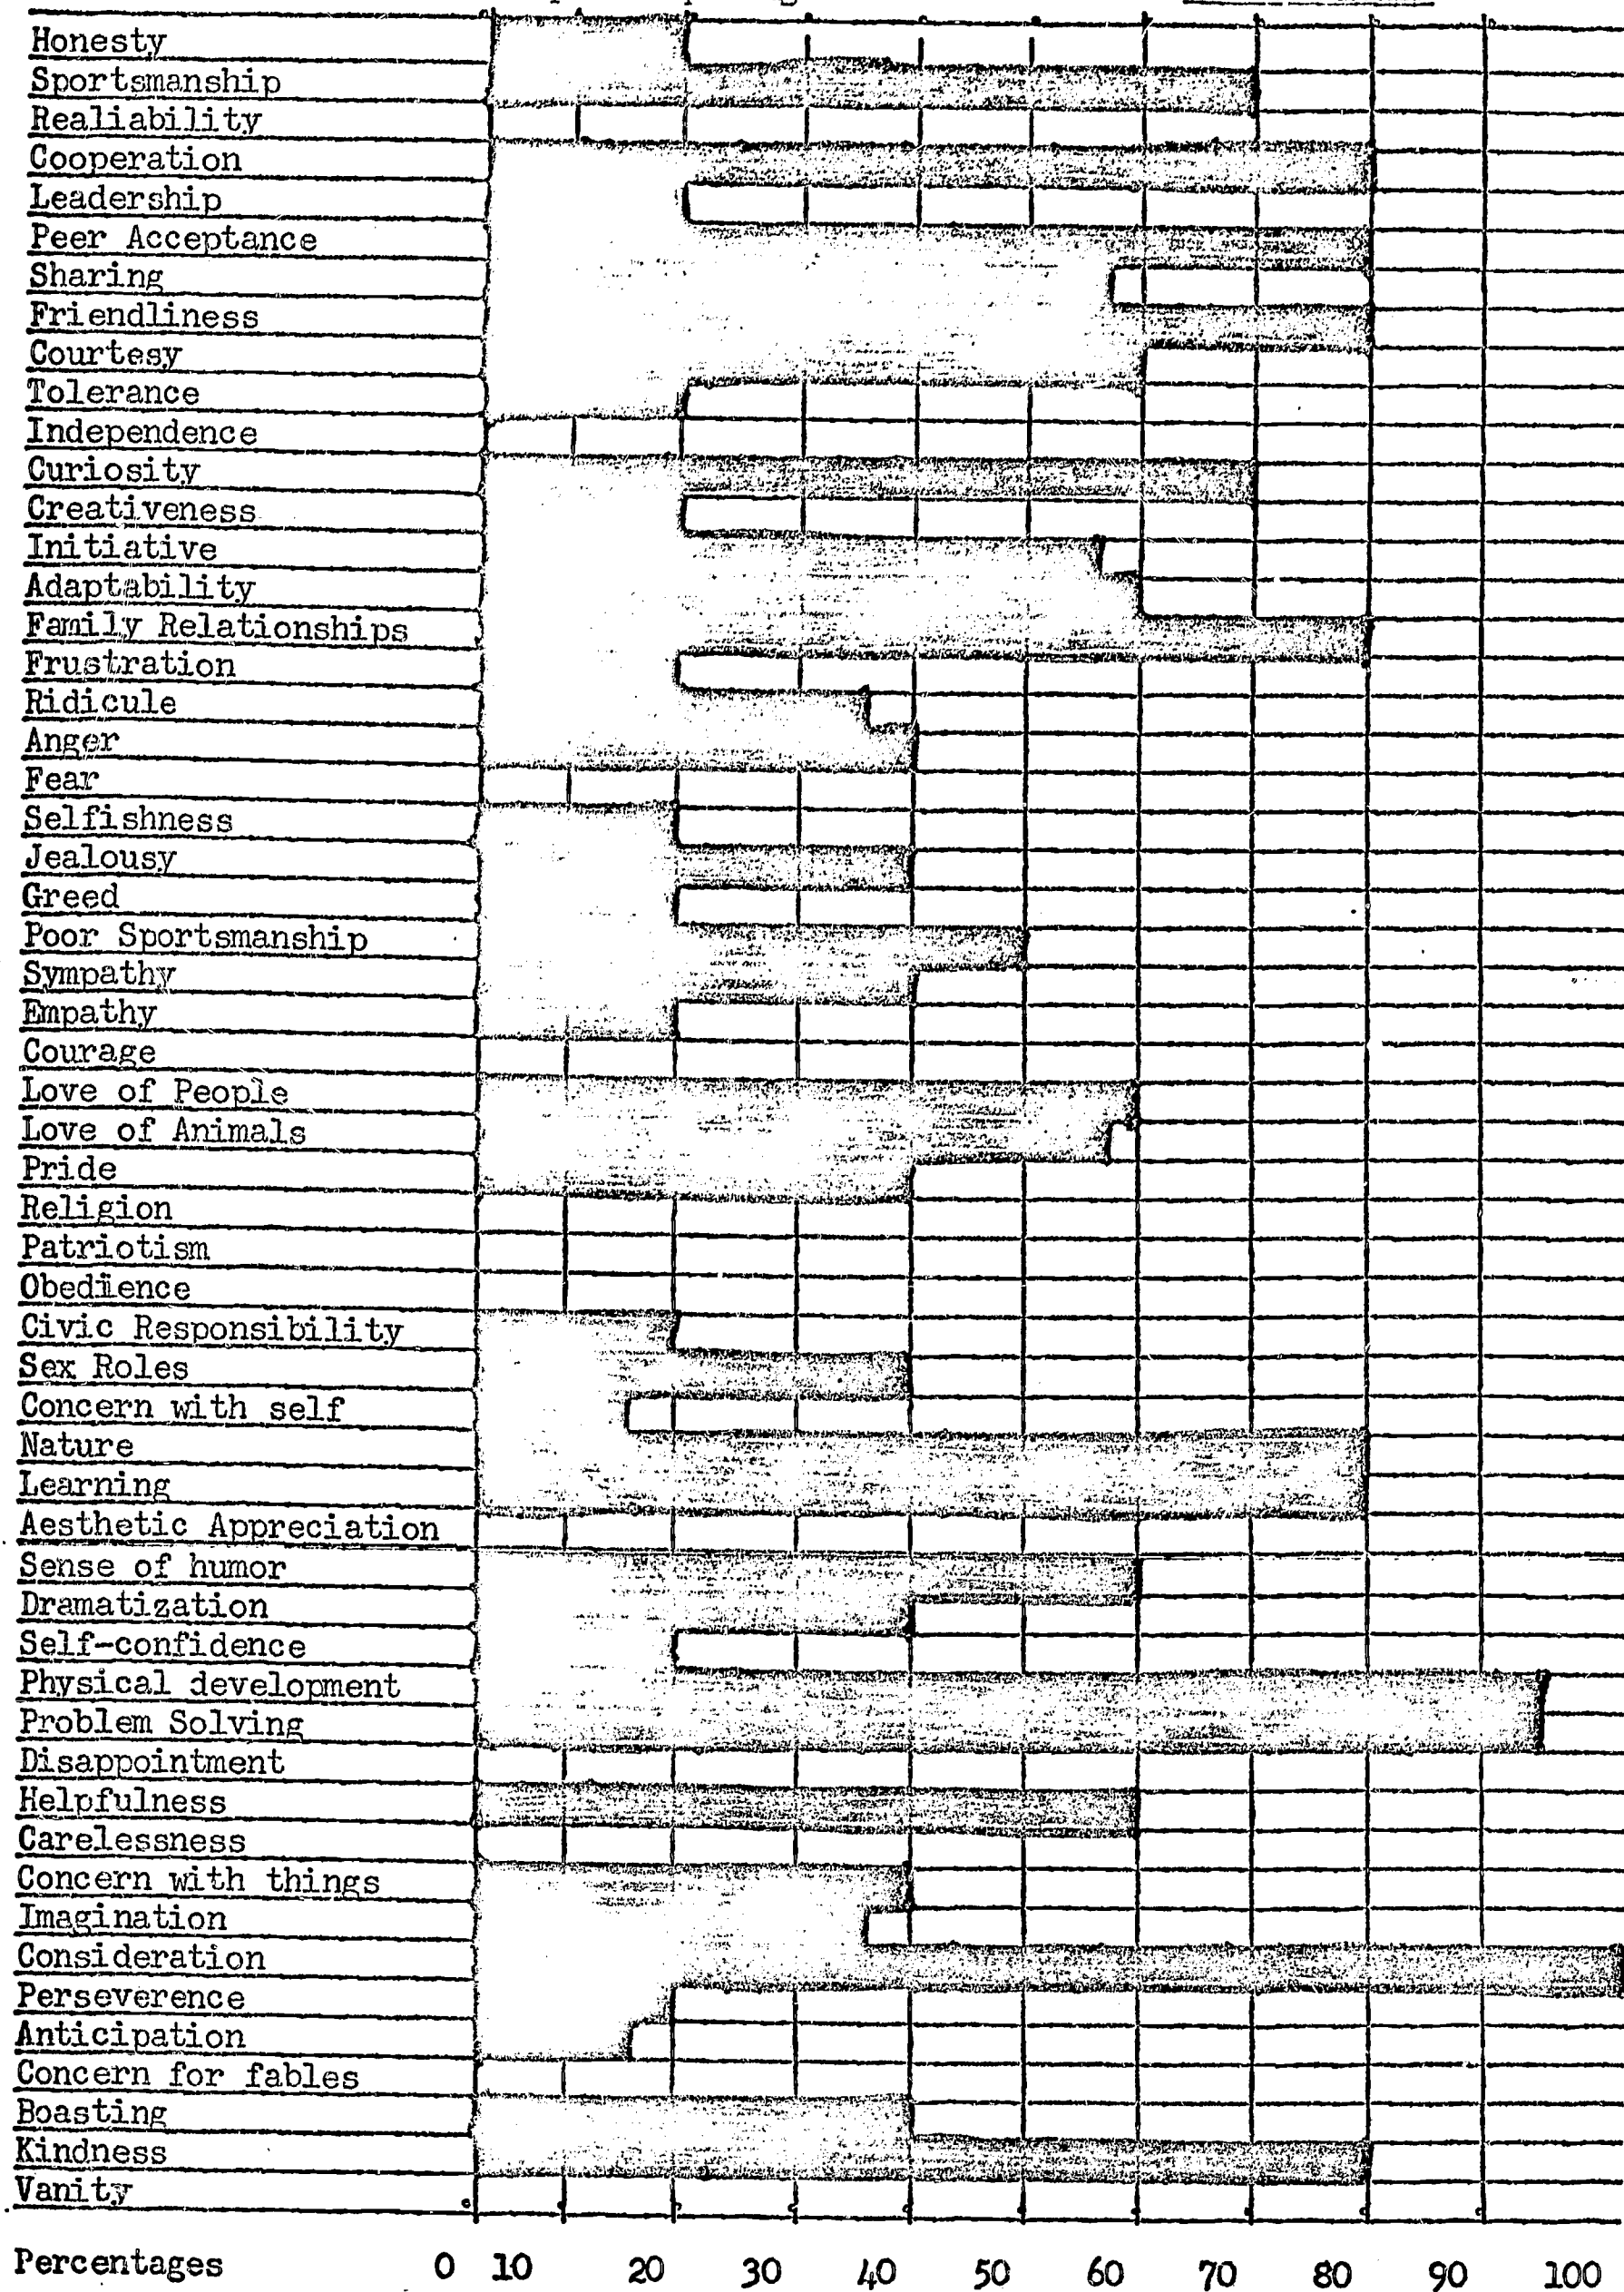 Honesty
Sportsmanship
Realiability
Cooperation
Leadership
Peer Acceptance
Sharing
Friendliness
Courtesy
Tolerance
Independence
Curiosity
Creativeness
Initiative
Adaptability
Family Relationships
Frustration
Ridicule
Anger
Fear
Selfishness
Jealousy
Greed
Poor Sportsmanship
Sympathy
Empathy
Courage
Love of People
Love of Animals
Pride
Religion
Patriotism
Obedience
Civic Responsibility
Sex Roles
Concern with self
Nature
Learning
Aesthetic Appreciation
Sense of humor
Dramatization
Self-confidence
Physical development
Problem Solving
Disappointment
Helpfulness
Carelessness
Concern with things
Imagination
Consideration
Perseverence
Anticipation
Concern for fables
Boasting
Kindness
Vanity
Percentages 0 10 20 30 40 50 60 70 80 90 100